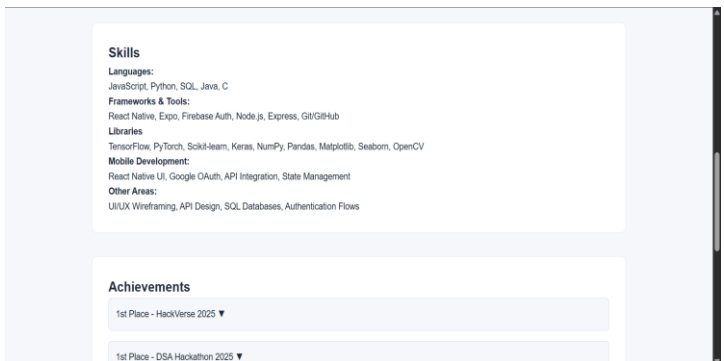 Skills
Languages:
JavaScript, Python, SQL, Java, C
Frameworks & Tools:
React Native, Expo, Firebase Auth, Node.js, Express, Git/GitHub
Libraries
TensorFlow, PyTorch, Scikit-learn, Keras, NumPy, Pandas, Matplotlib, Seaborn, OpenCV
Mobile Development:
React Native UI, Google OAuth, API Integration, State Management
Other Areas:
UI/UX Wireframing, API Design, SQL Databases, Authentication Flows
Achievements
1st Place - HackVerse 2025 ▼
1st Place - DSA Hackathon 2025 ▼